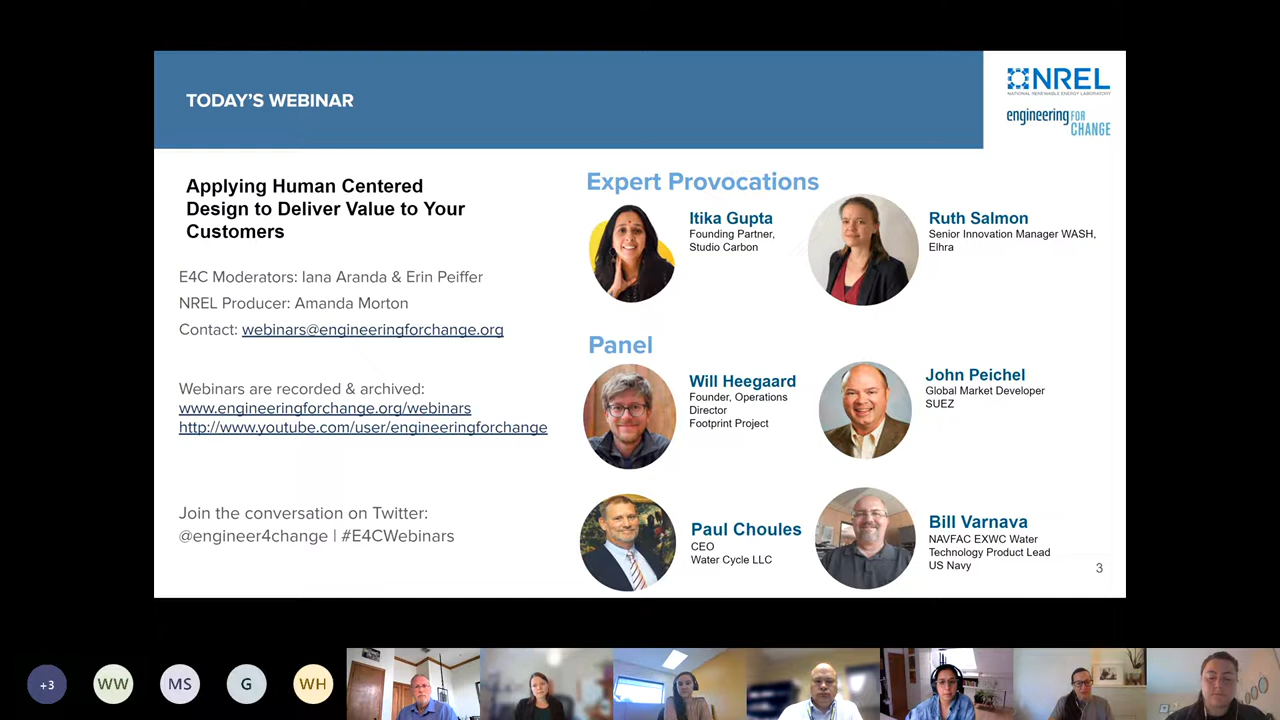 TODAY'S WEBINAR
NREL
NATIONAL RENEWABLE ENERGY LABORATORY
engineering FOR
CHANGE
Applying Human Centered
Design to Deliver Value to Your
Customers
E4C Moderators: Iana Aranda & Erin Peiffer
NREL Producer: Amanda Morton
Contact: webinars@engineeringforchange.org
Webinars are recorded & archived:
www.engineeringforchange.org/webinars
http://www.youtube.com/user/engineeringforchange
Join the conversation on Twitter:
@engineer4change | #E4CWebinars
Expert Provocations
Itika Gupta
Founding Partner,
Studio Carbon
Ruth Salmon
Senior Innovation Manager WASH,
Elhra
Panel
Will Heegaard
Founder, Operations
Director
Footprint Project
John Peichel
Global Market Developer
SUEZ
Paul Choules
CEO
Water Cycle LLC
Bill Varnava
NAVFAC EXWC Water
Technology Product Lead
US Navy
3
+3
WW
MS
G
WH